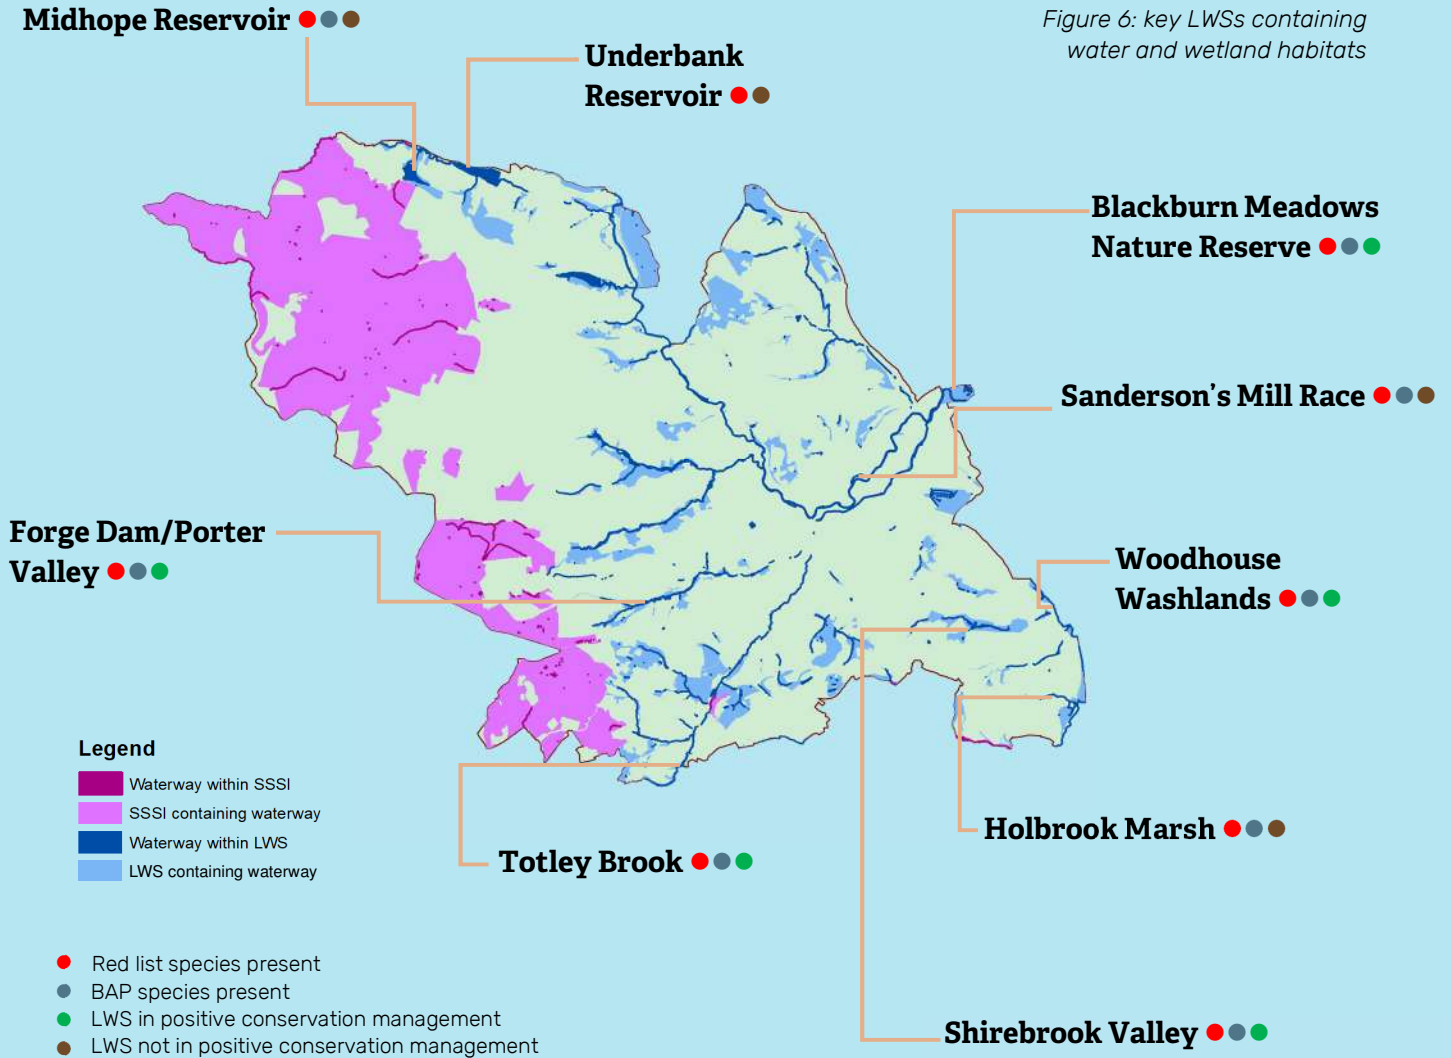 Midhope Reservoir
Figure 6: key LWSs containing
water and wetland habitats
Underbank
Reservoir
Blackburn Meadows
Nature Reserve
Sanderson's Mill Race
Forge Dam/Porter
Valley
Woodhouse
Washlands
Legend
Waterway within SSSI
SSSI containing waterway
Waterway within LWS
LWS containing waterway
Holbrook Marsh
Totley Brook
Red list species present
BAP species present
LWS in positive conservation management
LWS not in positive conservation management
Shirebrook Valley